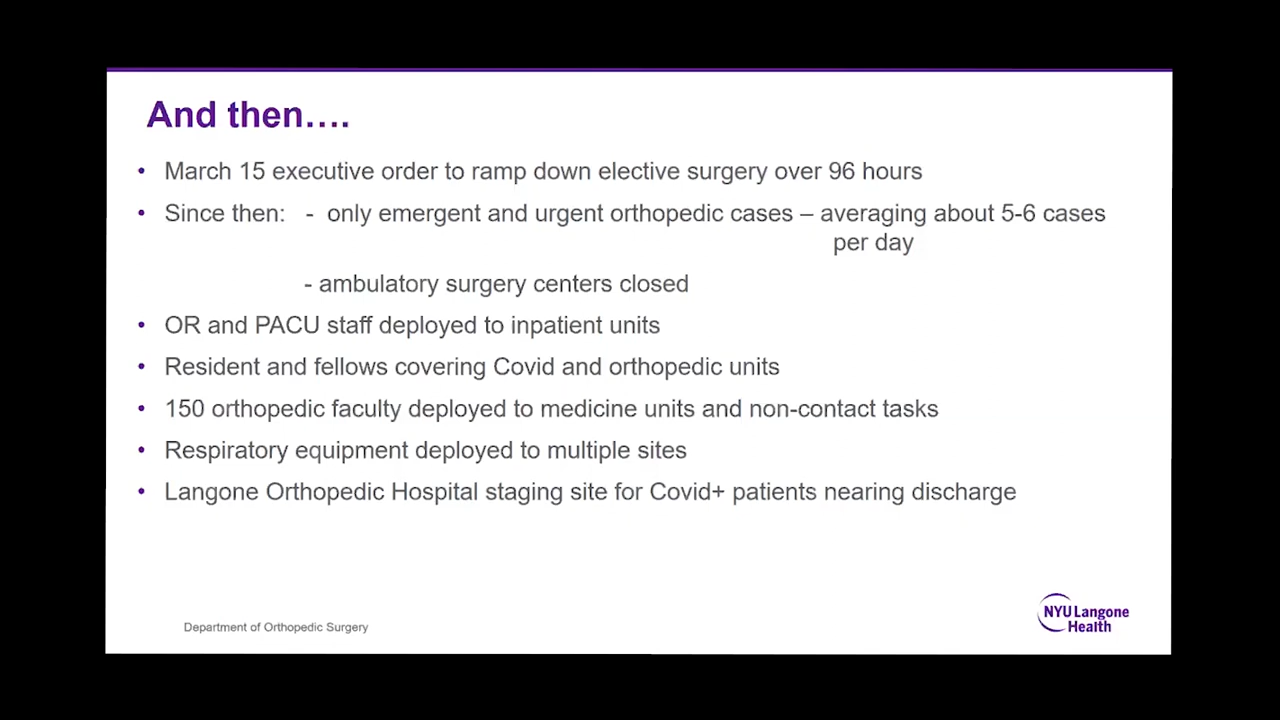 And then….
• March 15 executive order to ramp down elective surgery over 96 hours
• Since then: - only emergent and urgent orthopedic cases – averaging about 5-6 cases
per day
- ambulatory surgery centers closed
• OR and PACU staff deployed to inpatient units
• Resident and fellows covering Covid and orthopedic units
• 150 orthopedic faculty deployed to medicine units and non-contact tasks
• Respiratory equipment deployed to multiple sites
• Langone Orthopedic Hospital staging site for Covid+ patients nearing discharge
Department of Orthopedic Surgery
NYU Langone
Health